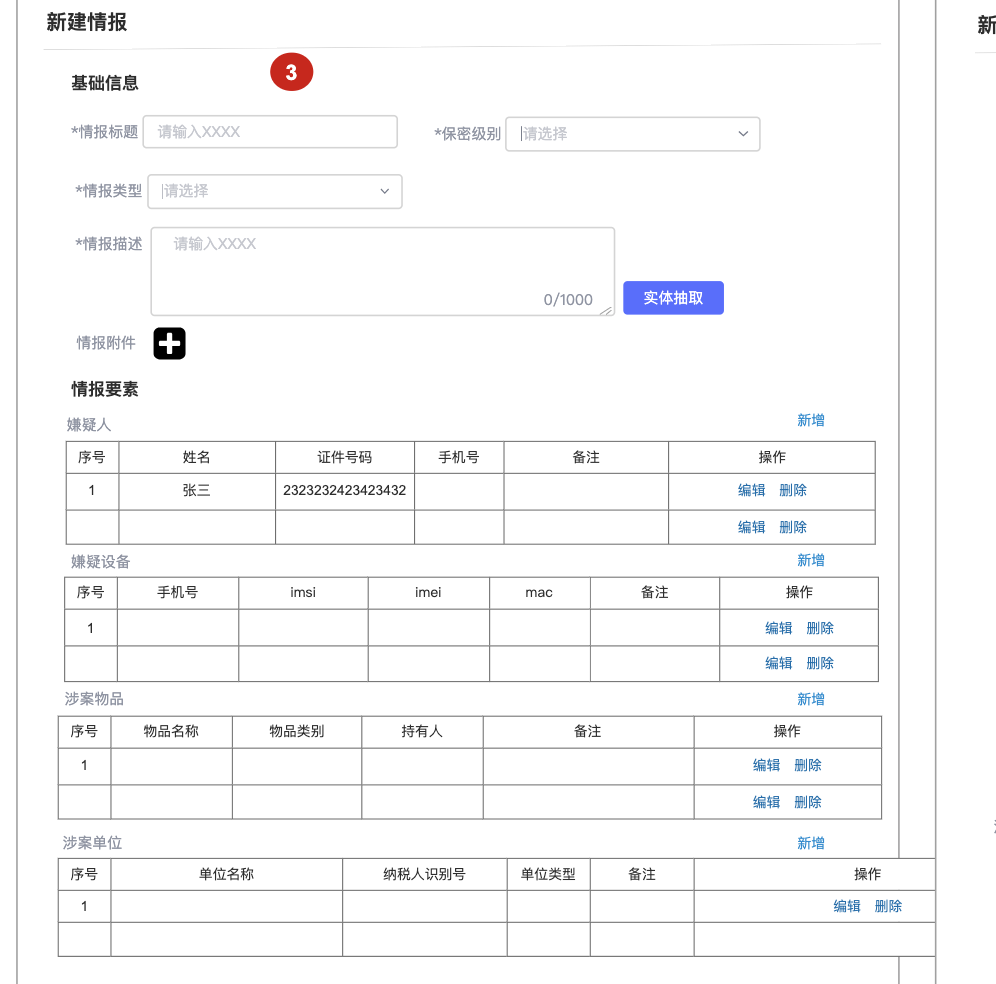 新建情报
新
3
基础信息
*情报标题 请输入XXXX *保密级别 请选择
*情报类型 请选择
*情报描述 请输入XXXX
0/1000 实体抽取
情报附件
情报要素
嫌疑人 新增
序号 姓名 证件号码 手机号 备注 操作
1 张三 2323232423423432 编辑 删除
编辑 删除
嫌疑设备 新增
序号 手机号 imsi imei mac 备注 操作
1 编辑 删除
编辑 删除
涉案物品 新增
序号 物品名称 物品类别 持有人 备注 操作
1 编辑 删除
编辑 删除
涉案单位 新增
序号 单位名称 纳税人识别号 单位类型 备注 操作
1 编辑 删除